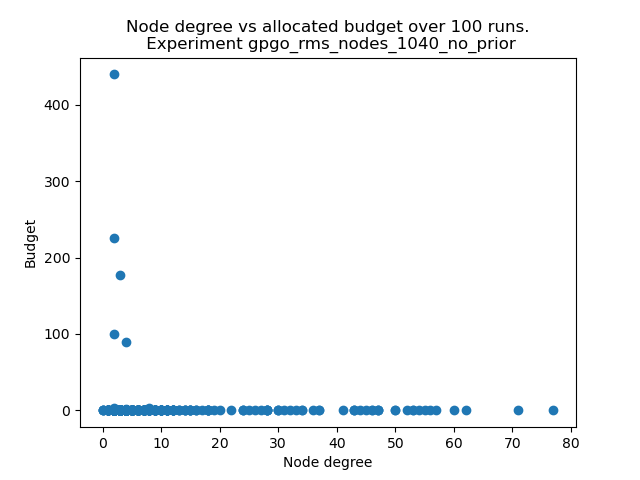 Node degree vs allocated budget over 100 runs.
Experiment gpgo_rms_nodes_1040_no_prior
400
300
200
100
0
Budget
0 10 20 30 40 50 60 70 80
Node degree